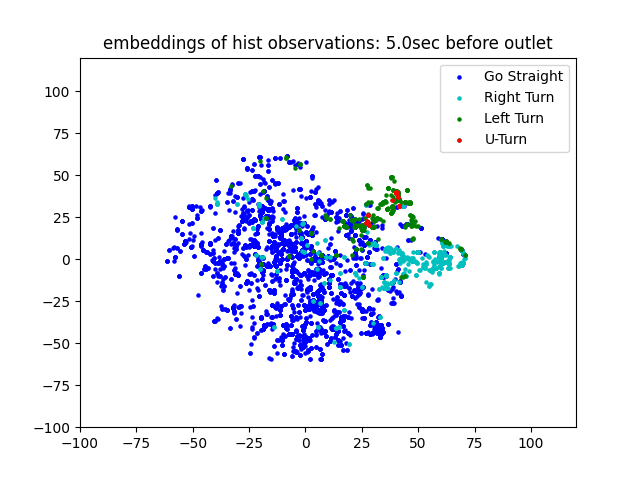 embeddings of hist observations: 5.0sec before outlet
Go Straight
Right Turn
Left Turn
U-Turn
100
75
50
25
0
−25
−50
−75
−100
−100 −75 −50 −25 0 25 50 75 100